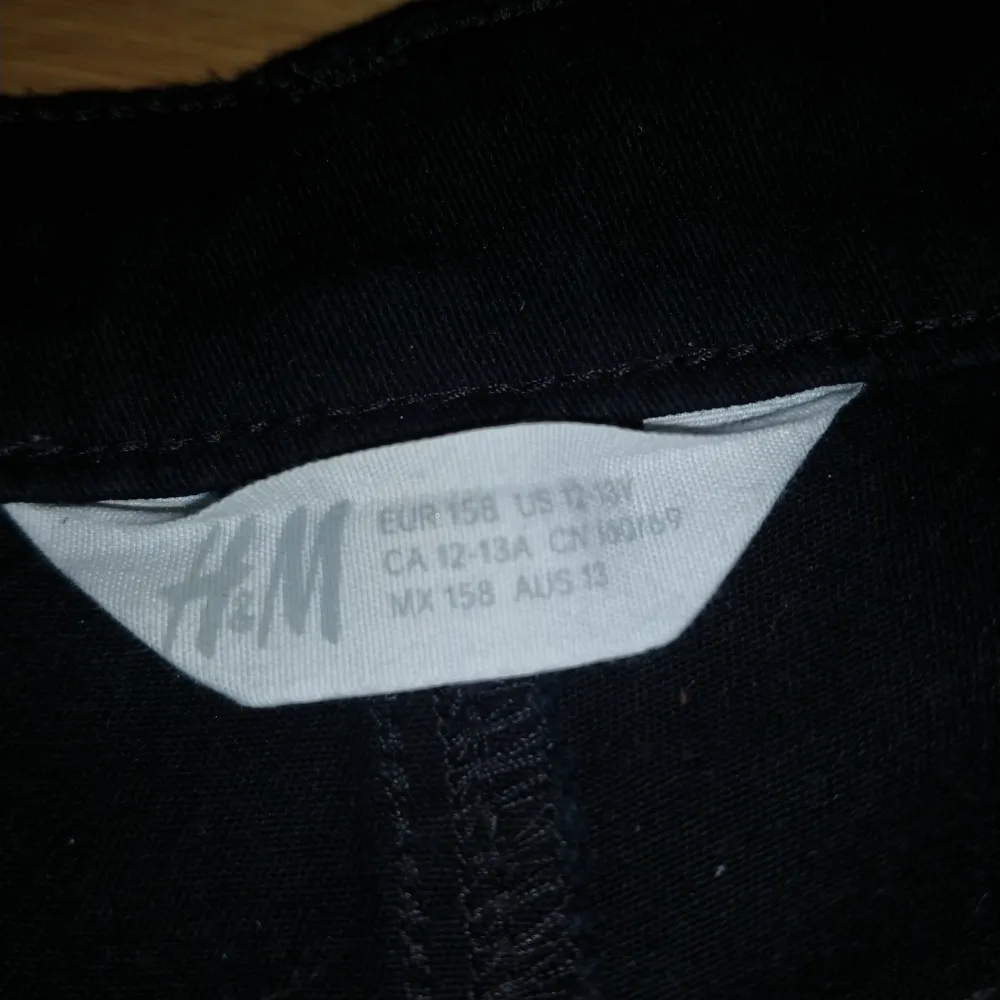 H&M
EUR 158 US 12-13Y
CA 12-13A CN 160/69
MX 158 AUS 13